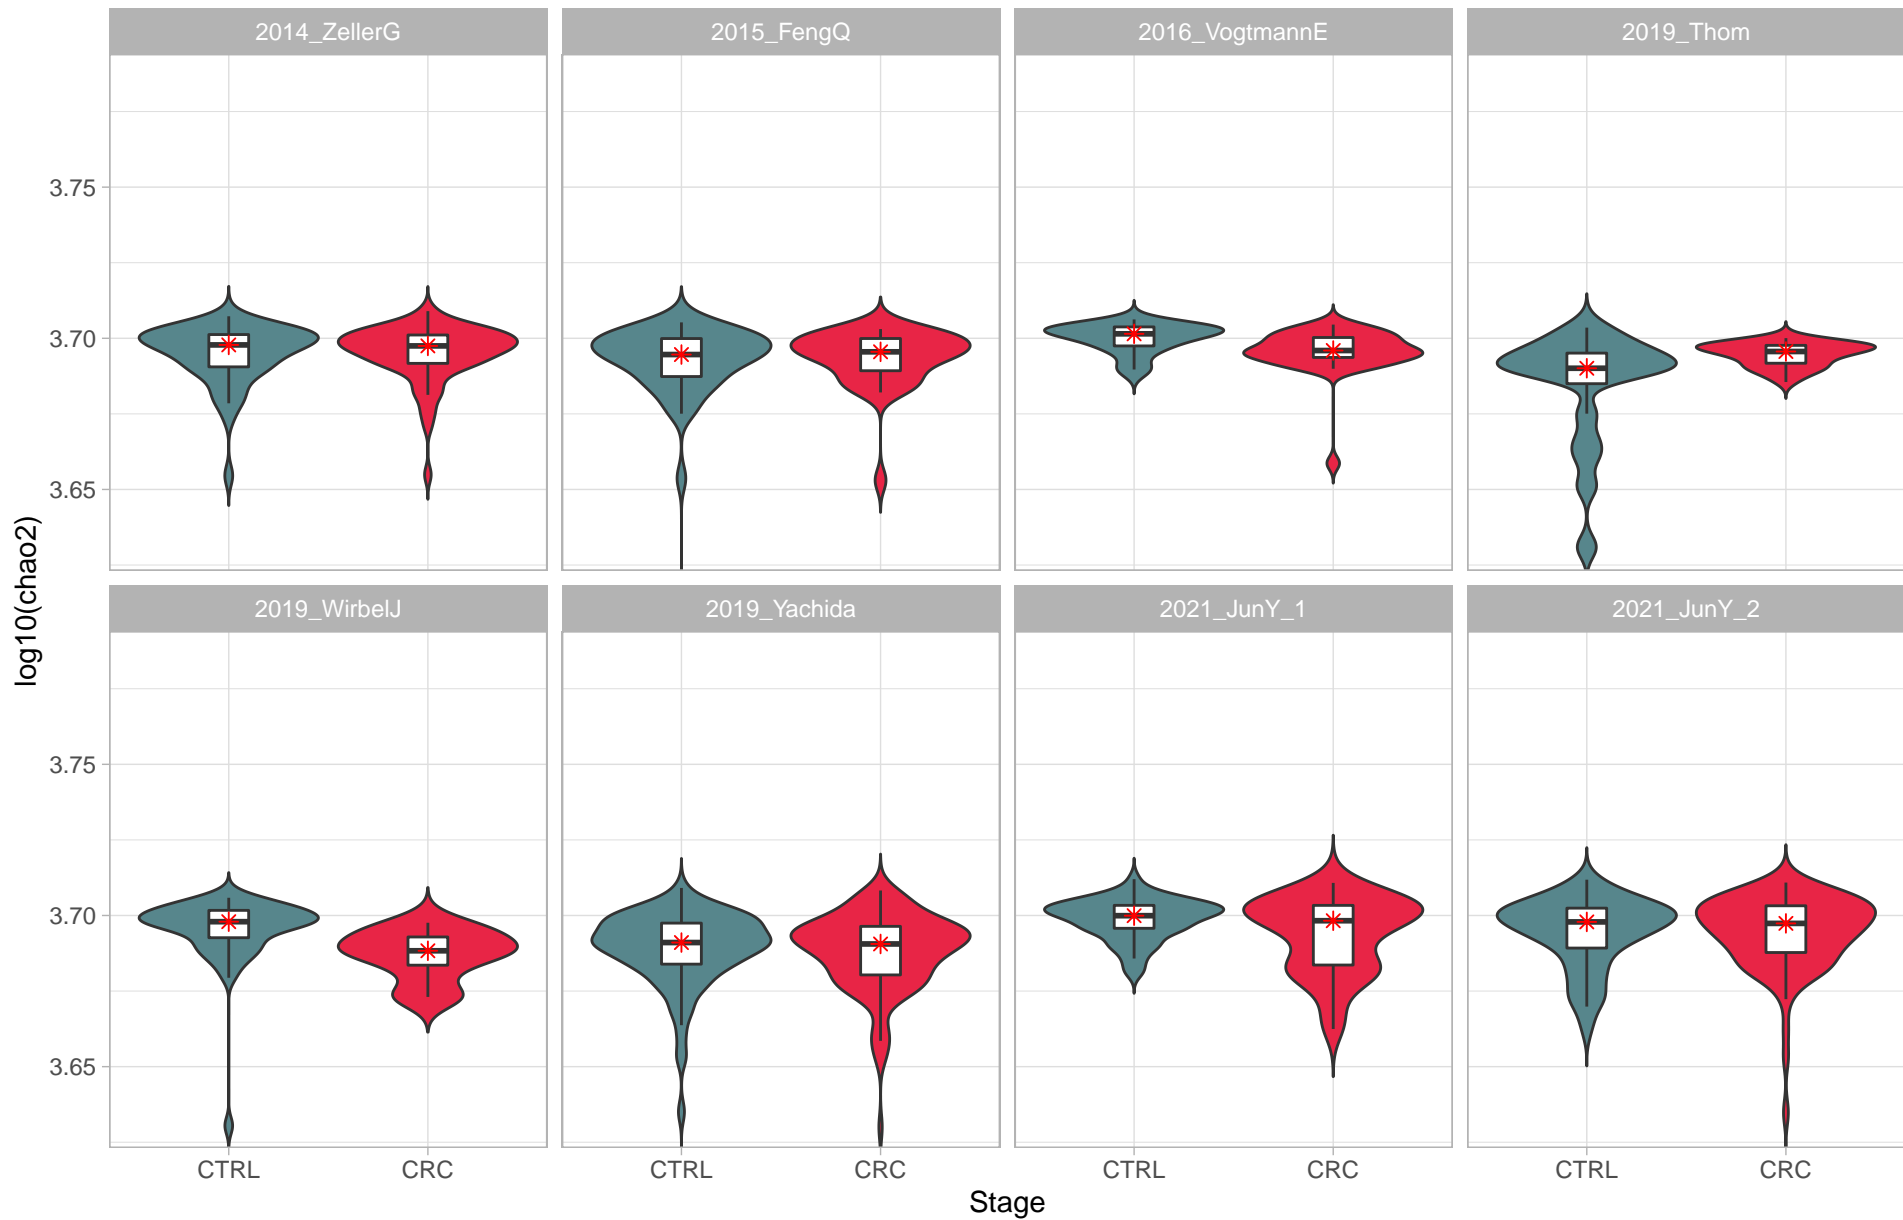 2014_ZellerG
2015_FengQ
2016_VogtmannE
2019_Thom
3.75
3.70
3.65
log10(chao2)
2019_WirbelJ
2019_Yachida
2021_JunY_1
2021_JunY_2
3.75
3.70
3.65
CTRL
CRC
CTRL
CRC
CTRL
CRC
CTRL
CRC
Stage